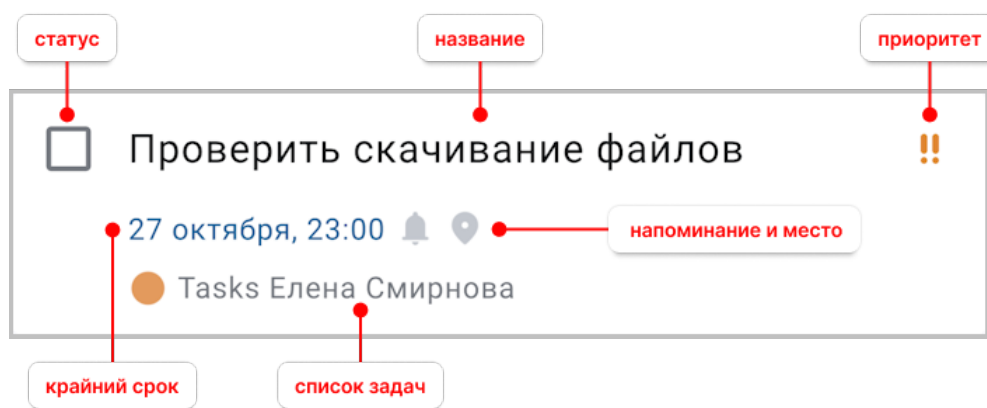 статус
название
приоритет
Проверить скачивание файлов
!!
27 октября, 23:00
напоминание и место
Tasks Елена Смирнова
крайний срок
список задач